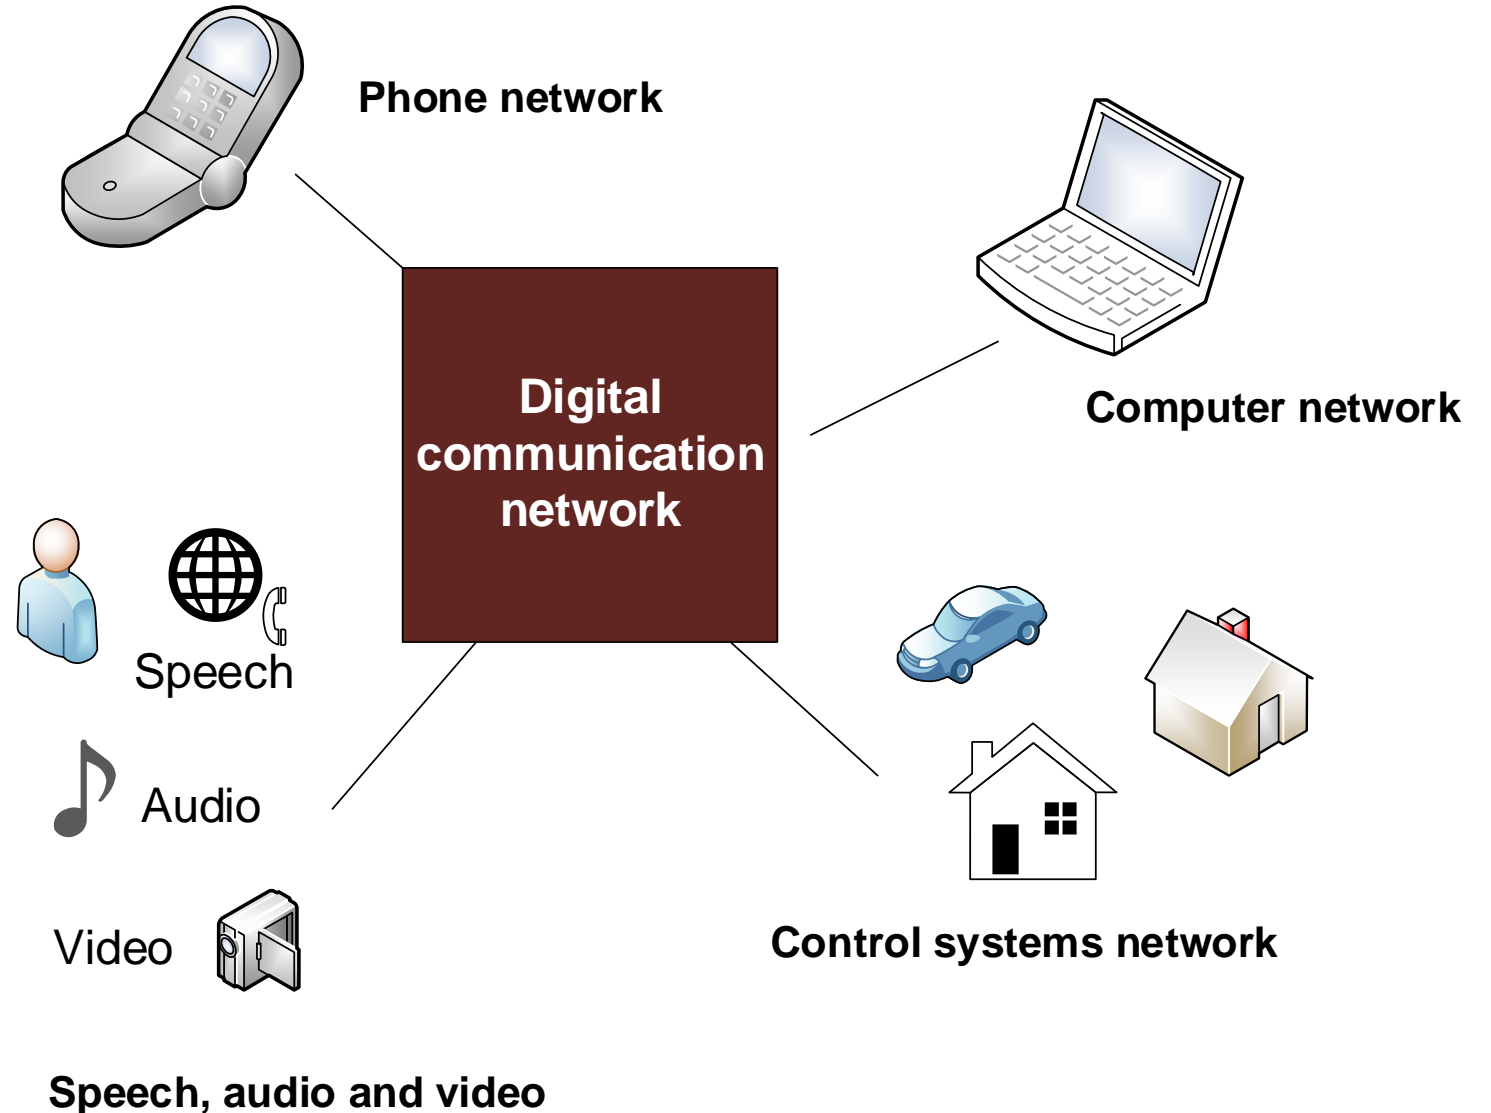 Phone network
Computer network
Digital
communication
network
Speech
Audio
Video
Control systems network
Speech, audio and video